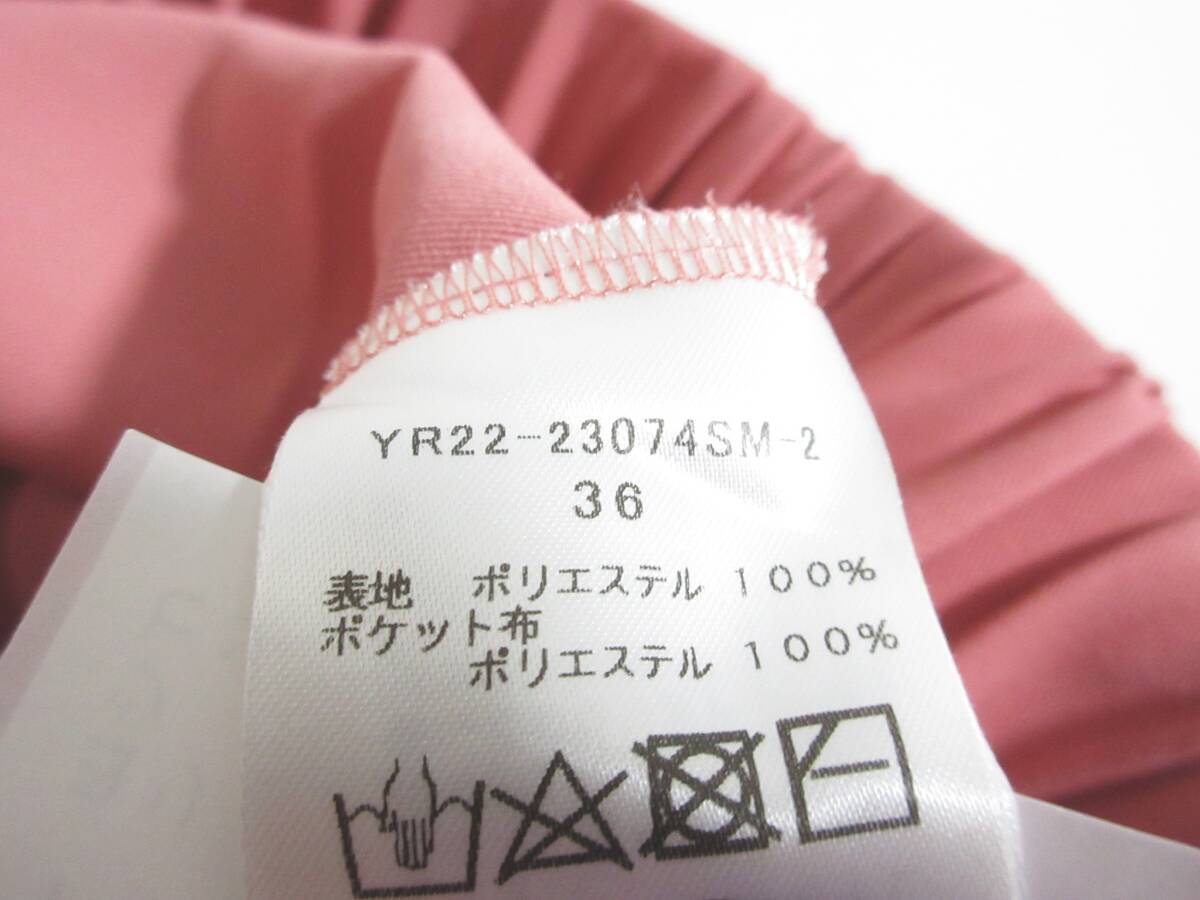 YR22-23074SM-2
36
表地　ポリエステル 100%
ポケット布
ポリエステル 100%